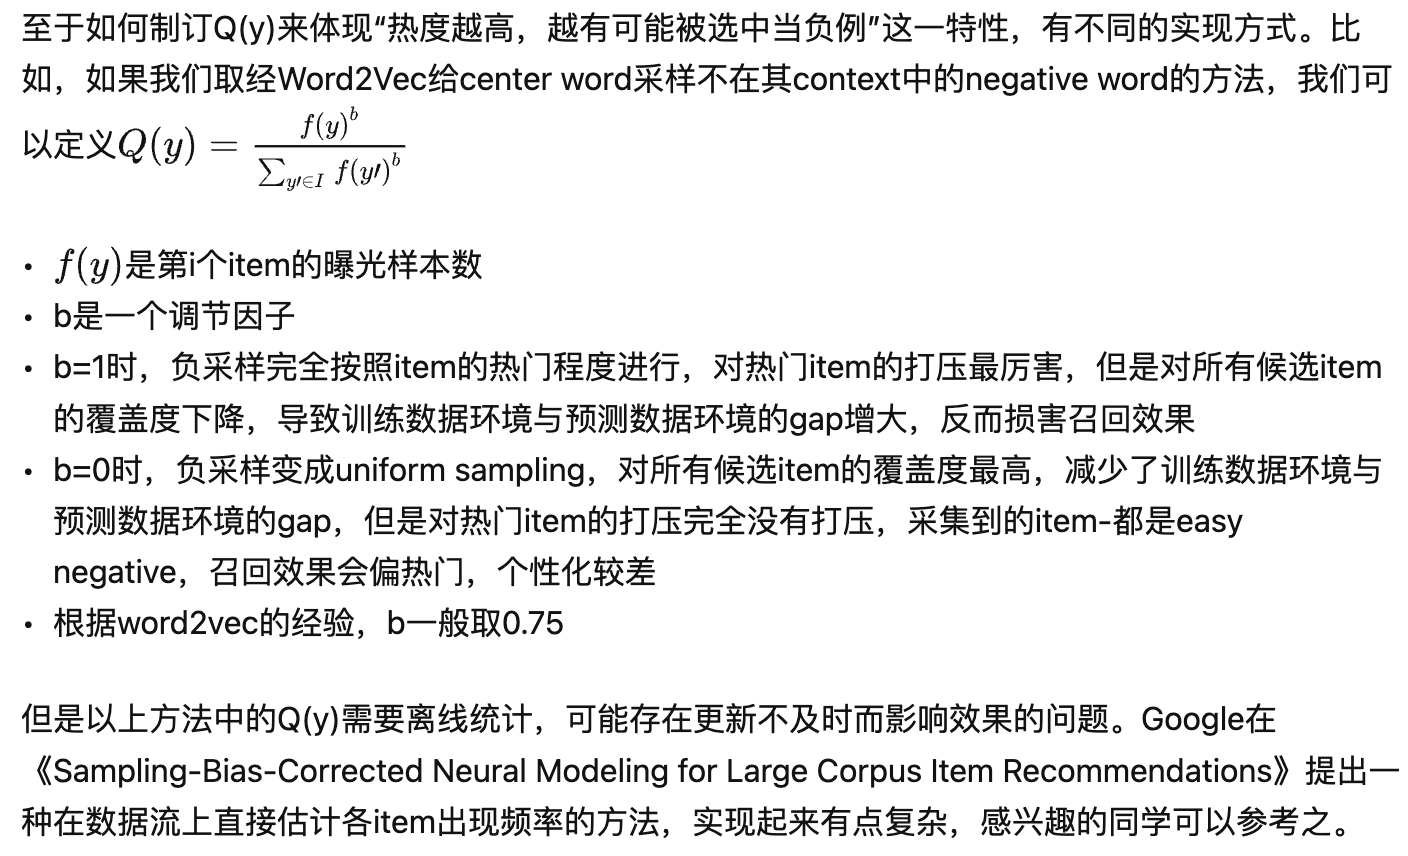 至于如何制订Q(y)来体现“热度越高，越有可能被选中当负例”这一特性，有不同的实现方式。比
如，如果我们取经Word2Vec给center word采样不在其context中的negative word的方法，我们可
以定义Q(y) = \frac{f(y)^b}{\sum_{y\prime \in I} f(y\prime)^b}
• f(y)是第i个item的曝光样本数
• b是一个调节因子
• b=1时，负采样完全按照item的热门程度进行，对热门item的打压最厉害，但是对所有候选item
的覆盖度下降，导致训练数据环境与预测数据环境的gap增大，反而损害召回效果
• b=0时，负采样变成uniform sampling，对所有候选item的覆盖度最高，减少了训练数据环境与
预测数据环境的gap，但是对热门item的打压完全没有打压，采集到的item-都是easy
negative，召回效果会偏热门，个性化较差
• 根据word2vec的经验，b一般取0.75
但是以上方法中的Q(y)需要离线统计，可能存在更新不及时而影响效果的问题。Google在
《Sampling-Bias-Corrected Neural Modeling for Large Corpus Item Recommendations》提出一
种在数据流上直接估计各item出现频率的方法，实现起来有点复杂，感兴趣的同学可以参考之。